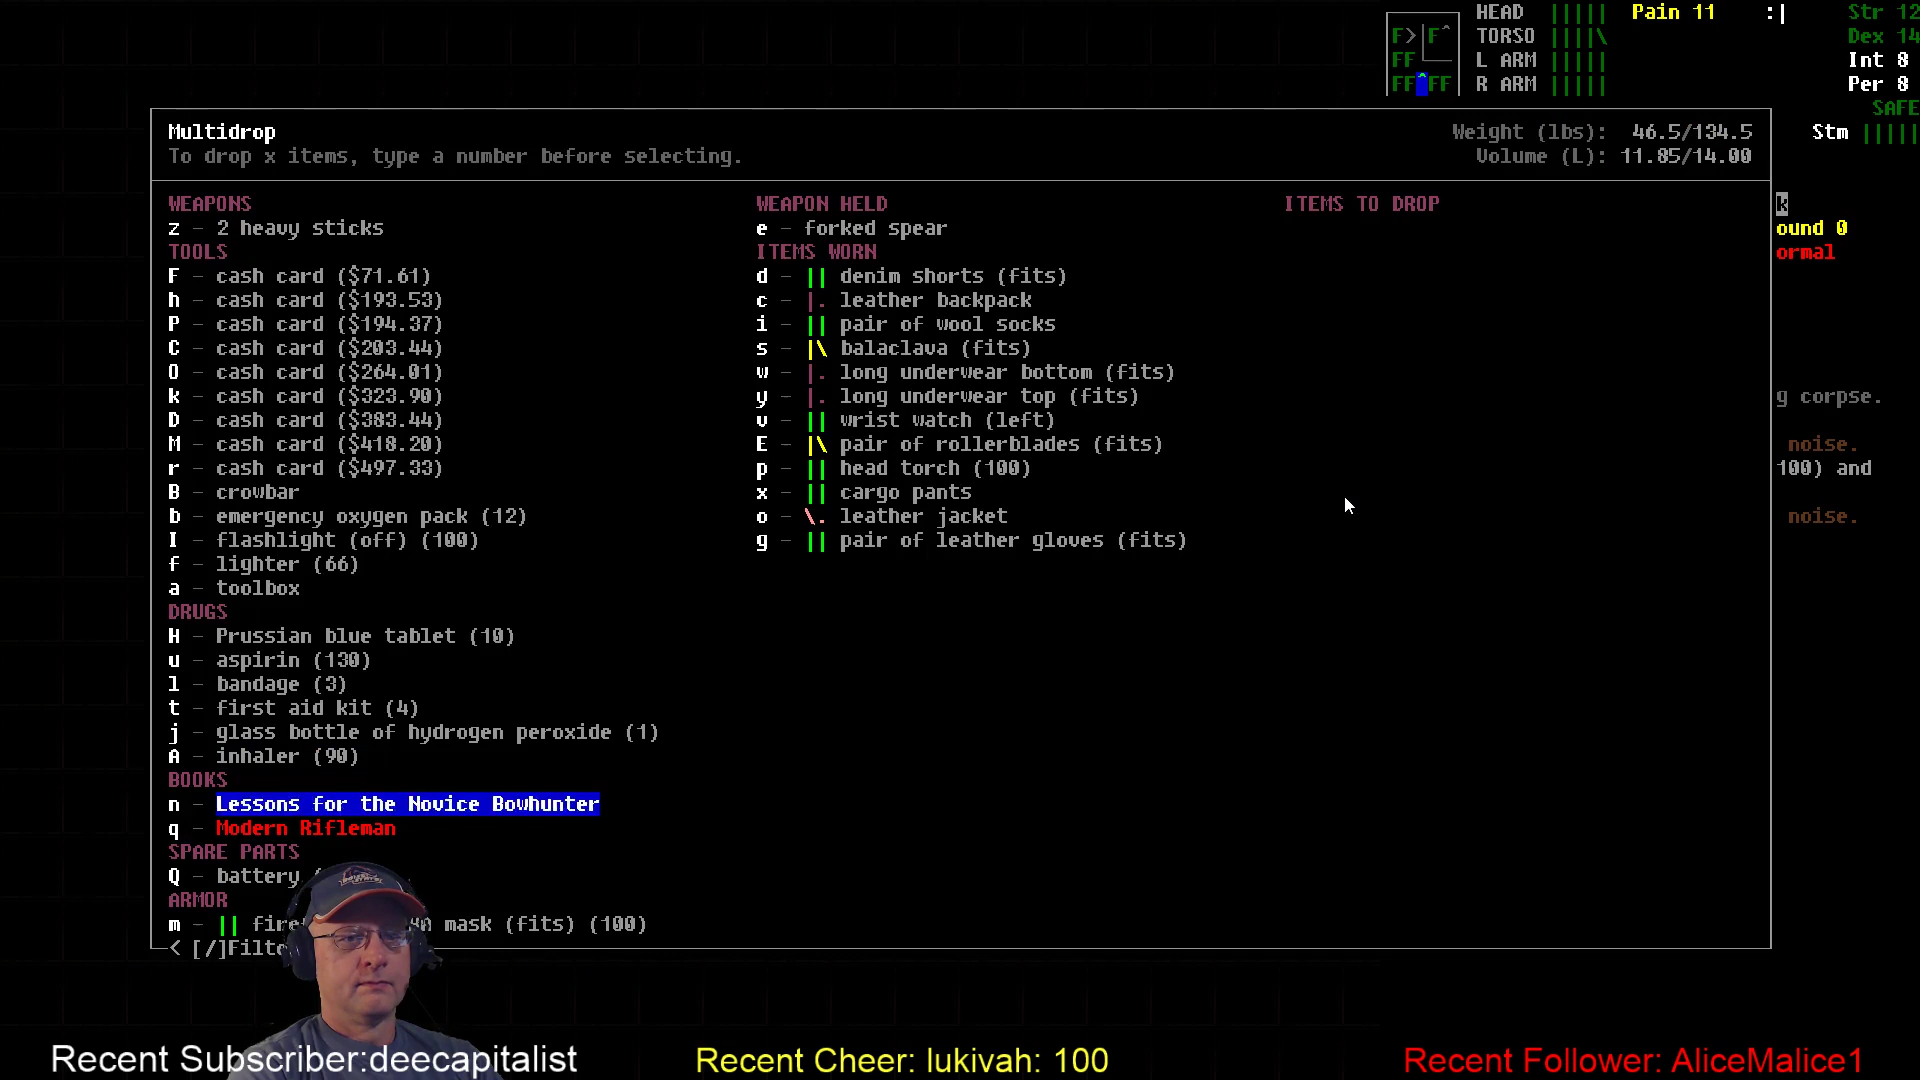 HEAD ||||| Pain 11 :| Str 12
F>|F^ TORSO ||||\ Dex 14
FF L ARM ||||| Int 8
FF^FF R ARM ||||| Per 8
SAFE
Multidrop Weight (lbs): 46.5/134.5 Stm |||||
To drop x items, type a number before selecting. Volume (L): 11.85/14.00
WEAPONS WEAPON HELD ITEMS TO DROP k
z - 2 heavy sticks e - forked spear ound 0
TOOLS ITEMS WORN ormal
F - cash card ($71.61) d - || denim shorts (fits)
h - cash card ($193.53) c - |. leather backpack
P - cash card ($194.37) i - || pair of wool socks
C - cash card ($203.44) s - |\ balaclava (fits)
O - cash card ($264.01) w - |. long underwear bottom (fits)
k - cash card ($323.90) y - |. long underwear top (fits) g corpse.
D - cash card ($383.44) v - || wrist watch (left)
M - cash card ($418.20) E - |\ pair of rollerblades (fits) noise.
r - cash card ($497.33) p - || head torch (100) 100) and
B - crowbar x - || cargo pants
b - emergency oxygen pack (12) o - \. leather jacket noise.
I - flashlight (off) (100) g - || pair of leather gloves (fits)
f - lighter (66)
a - toolbox
DRUGS
H - Prussian blue tablet (10)
u - aspirin (130)
l - bandage (3)
t - first aid kit (4)
j - glass bottle of hydrogen peroxide (1)
A - inhaler (90)
BOOKS
n - Lessons for the Novice Bowhunter
q - Modern Rifleman
SPARE PARTS
Q - battery
ARMOR
m - || fire mask (fits) (100)
< [/]Filt
Recent Subscriber:deecapitalist Recent Cheer: lukivah: 100 Recent Follower: AliceMalice1